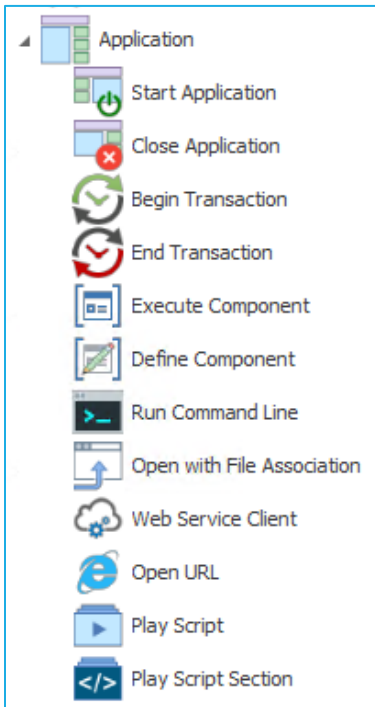 Application
Start Application
Close Application
Begin Transaction
End Transaction
Execute Component
Define Component
Run Command Line
Open with File Association
Web Service Client
Open URL
Play Script
Play Script Section